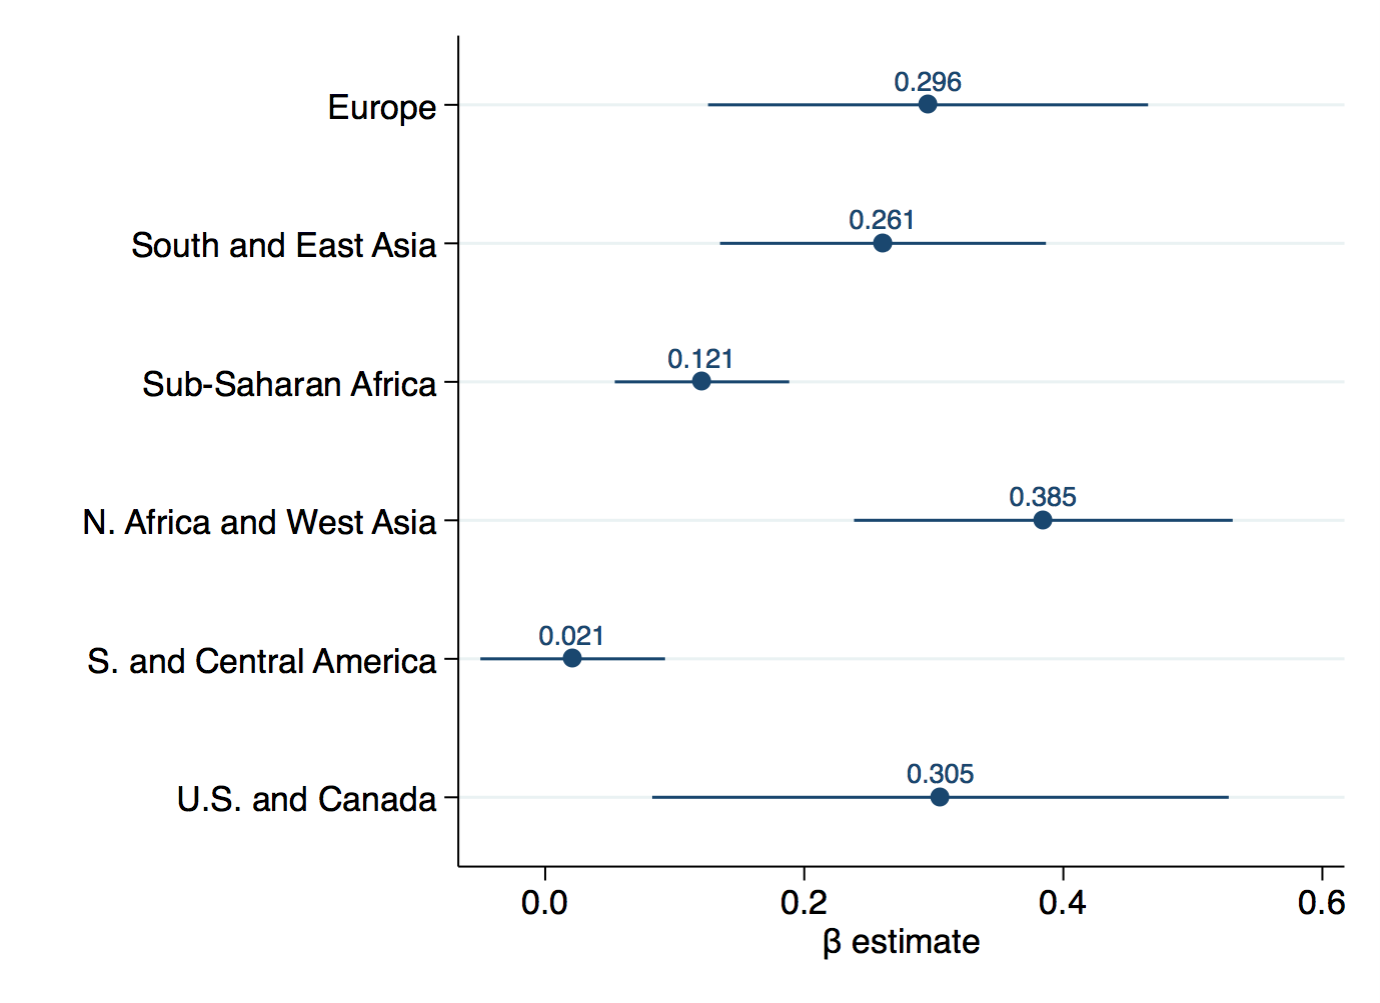 0.296
Europe
0.261
South and East Asia
0.121
Sub-Saharan Africa
0.385
N. Africa and West Asia
0.021
S. and Central America
0.305
U.S. and Canada
0.0 0.2 0.4 0.6
β estimate